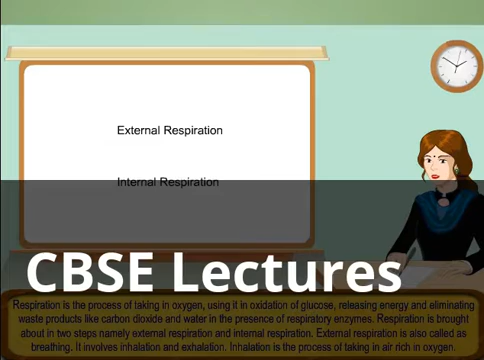 External Respiration
Internal Respiration
CBSE Lectures
Respiration is the process of taking in oxygen, using it in oxidation of glucose, releasing energy and eliminating
waste products like carbon dioxide and water in the presence of respiratory enzymes. Respiration is brought
about in two steps namely external respiration and internal respiration. External respiration is also called as
breathing. It involves inhalation and exhalation. Inhalation is the process of taking in air rich in oxygen.